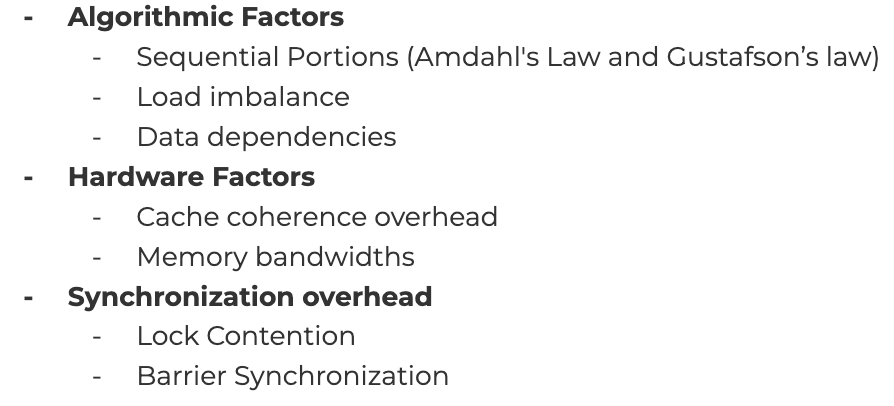 - Algorithmic Factors
- Sequential Portions (Amdahl's Law and Gustafson’s law)
- Load imbalance
- Data dependencies
- Hardware Factors
- Cache coherence overhead
- Memory bandwidths
- Synchronization overhead
- Lock Contention
- Barrier Synchronization